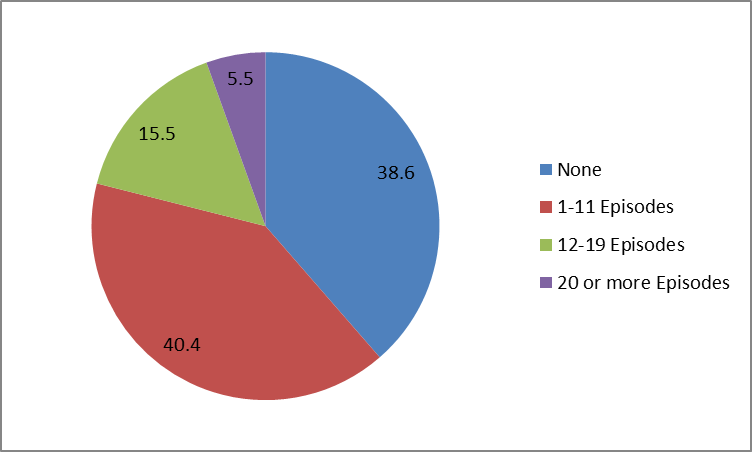 5.5
15.5
38.6
40.4
None
1-11 Episodes
12-19 Episodes
20 or more Episodes